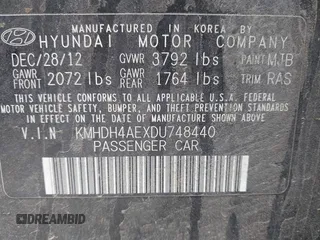 MANUFACTURED IN KOREA BY
HYUNDAI MOTOR COMPANY
DEC/28/12 GVWR 3792 lbs PAINT MJB
GAWR FRONT 2072 lbs GAWR REAR 1764 lbs TRIM RAS
THIS VEHICLE CONFORMS TO ALL APPLICABLE
FEDERAL MOTOR VEHICLE
SAFETY, BUMPER, AND THEFT PREVENTION
STANDARDS IN EFFECT ON THE DATE OF
MANUFACTURE SHOWN ABOVE.
V.I.N KMHDH4AEXDU748440
PASSENGER CAR
DCARBIDDID